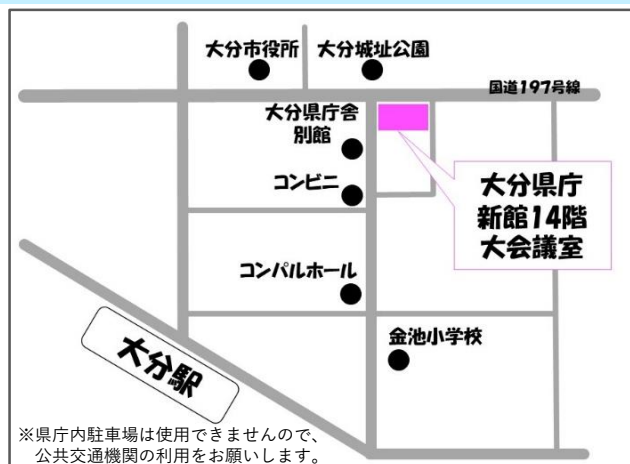 大分市役所
大分城址公園
国道197号線
大分県庁舎
別館
コンビニ
大分県庁
新館14階
大会議室
コンパルホール
大分駅
金池小学校
※県庁内駐車場は使用できませんので、
公共交通機関の利用をお願いします。